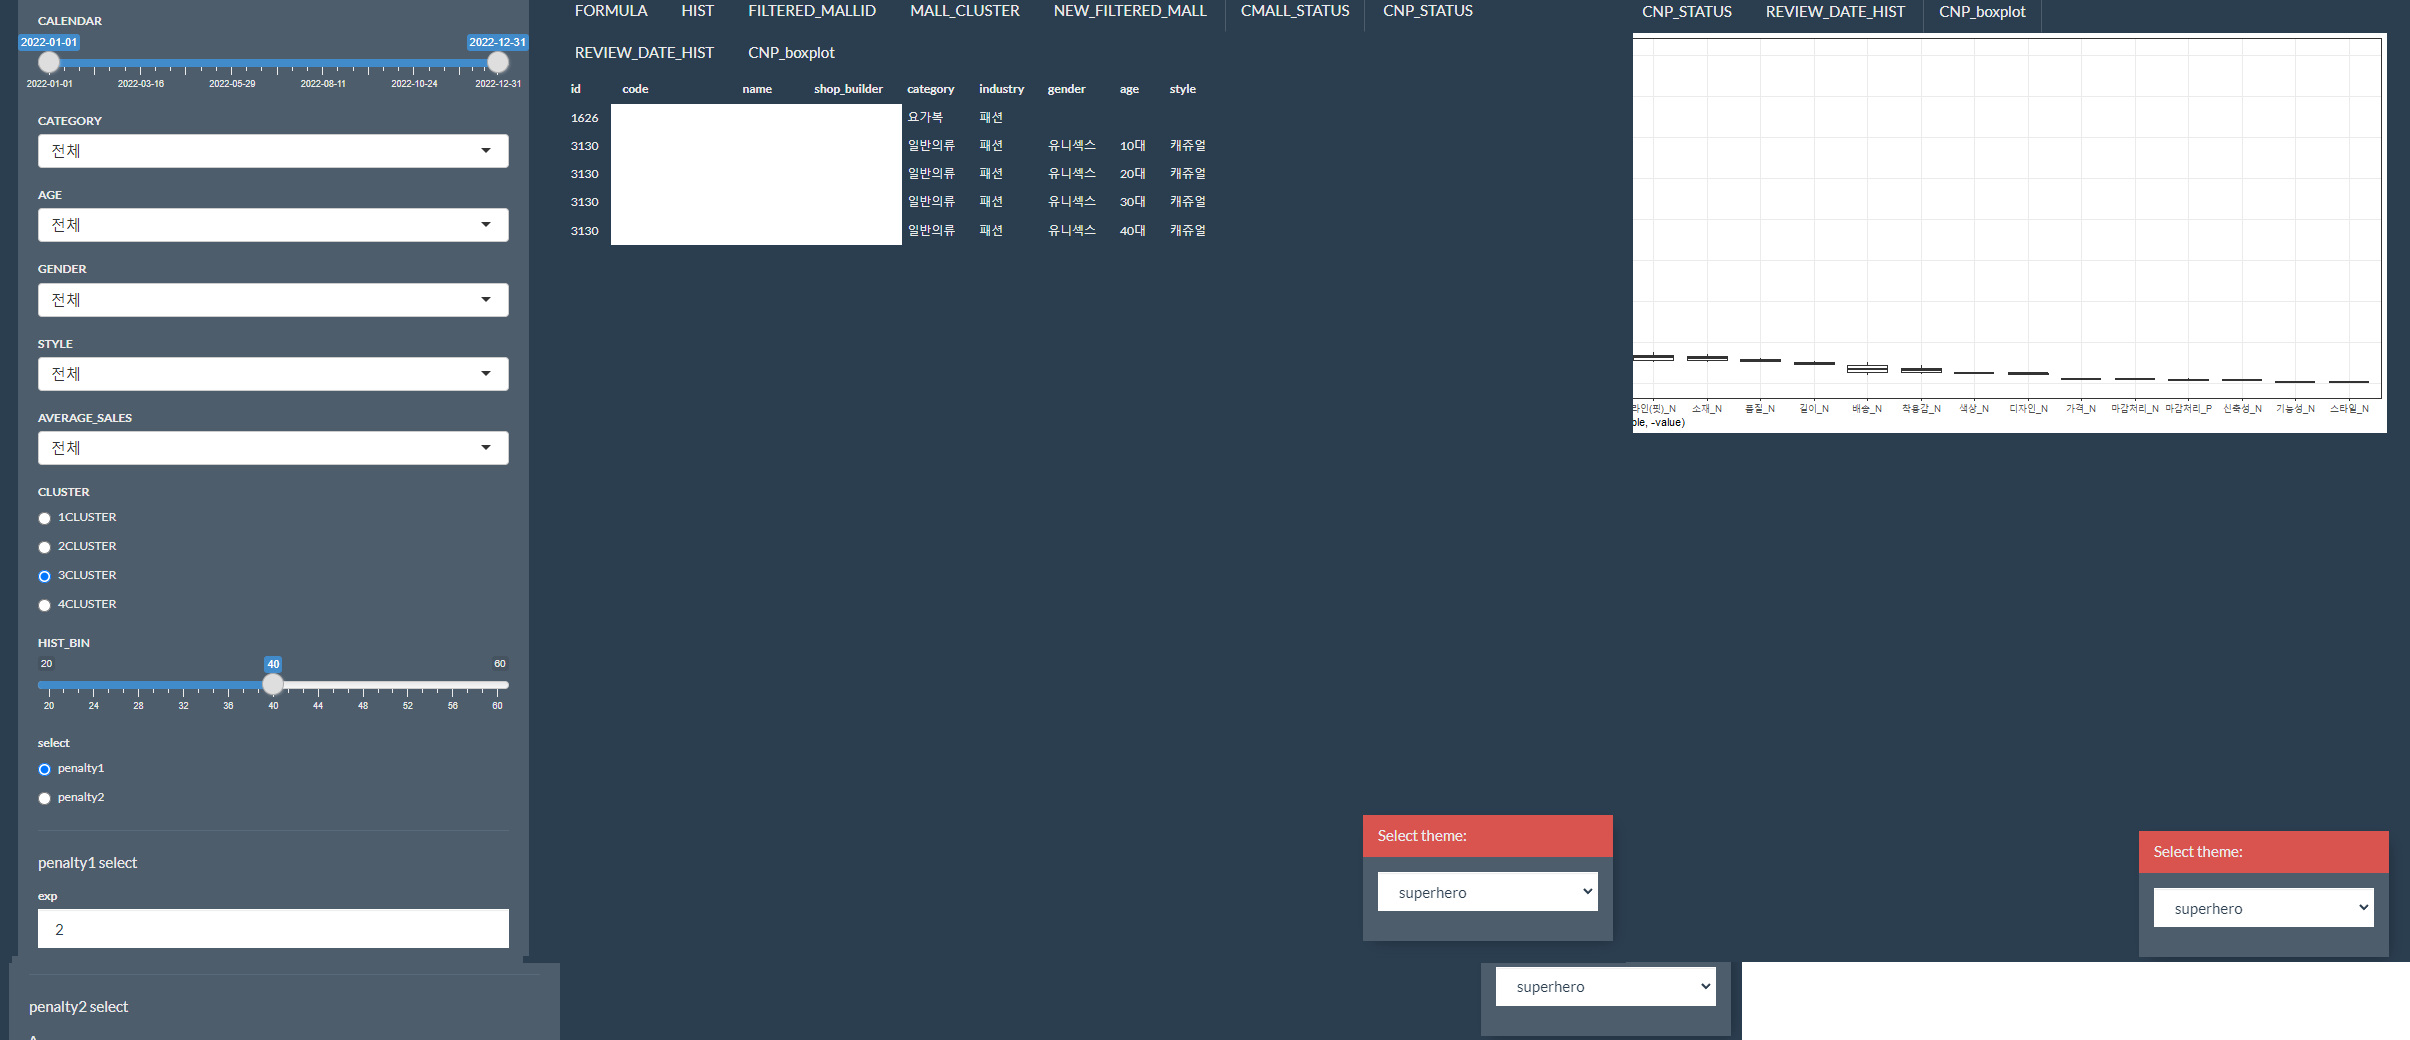 CALENDAR
2022-01-01 2022-12-31
2022-01-01 2022-03-16 2022-05-29 2022-08-11 2022-10-24 2022-12-31
CATEGORY
전체
AGE
전체
GENDER
전체
STYLE
전체
AVERAGE_SALES
전체
CLUSTER
1CLUSTER
2CLUSTER
3CLUSTER
4CLUSTER
HIST_BIN
20 40 60
20 24 28 32 36 40 44 48 52 56 60
select
penalty1
penalty2
penalty1 select
exp
2
penalty2 select
FORMULA HIST FILTERED_MALLID MALL_CLUSTER NEW_FILTERED_MALL CMALL_STATUS CNP_STATUS
REVIEW_DATE_HIST CNP_boxplot
id code name shop_builder category industry gender age style
1626 요가복 패션
3130 일반의류 패션 유니섹스 10대 캐쥬얼
3130 일반의류 패션 유니섹스 20대 캐쥬얼
3130 일반의류 패션 유니섹스 30대 캐쥬얼
3130 일반의류 패션 유니섹스 40대 캐쥬얼
Select theme:
superhero
superhero
CNP_STATUS REVIEW_DATE_HIST CNP_boxplot
라인(핏)_N 소재_N 품질_N 길이_N 배송_N 착용감_N 색상_N 디자인_N 가격_N 마감처리_N 마감처리_P 신축성_N 기능성_N 스타일_N
ble, -value)
Select theme:
superhero